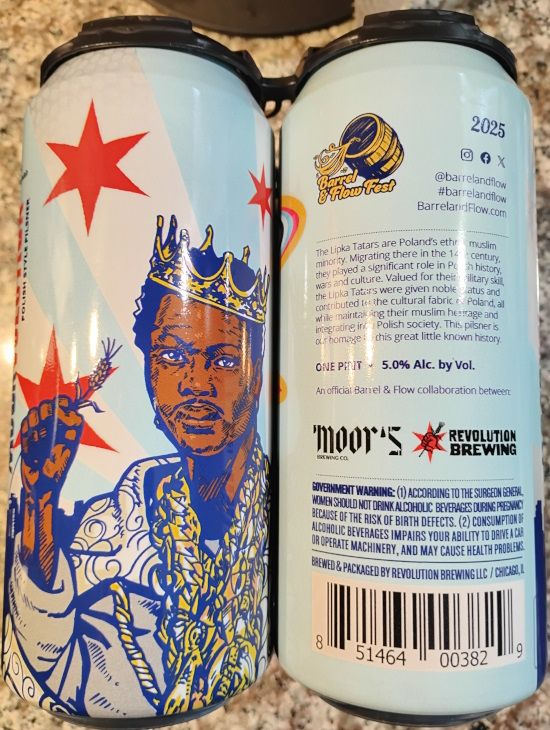 POLISH STYLE PILSNER
Barrel
& Flow Fest
2025
@barrelandflow
#barrelandflow
BarrelandFlow.com
The Lipka Tatars are Poland's ethnic muslim
minority. Migrating there in the 14th century,
they played a significant role in Polish history,
wars and culture. Valued for their military skill,
the Lipka Tatars were given noble status and
contributed to the cultural fabric of Poland, all
while maintaining their muslim heritage and
integrating into Polish society. This pilsner is
our homage to this great little known history.
ONE PINT • 5.0% Alc. by Vol.
An official Barrel & Flow collaboration between:
'MOOR'S
BREWING CO.
REVOLUTION
BREWING
GOVERNMENT WARNING: (1) ACCORDING TO THE SURGEON GENERAL,
WOMEN SHOULD NOT DRINK ALCOHOLIC BEVERAGES DURING PREGNANCY
BECAUSE OF THE RISK OF BIRTH DEFECTS. (2) CONSUMPTION OF
ALCOHOLIC BEVERAGES IMPAIRS YOUR ABILITY TO DRIVE A CAR
OR OPERATE MACHINERY, AND MAY CAUSE HEALTH PROBLEMS.
BREWED & PACKAGED BY REVOLUTION BREWING LLC / CHICAGO, IL
8 51464 00382 9